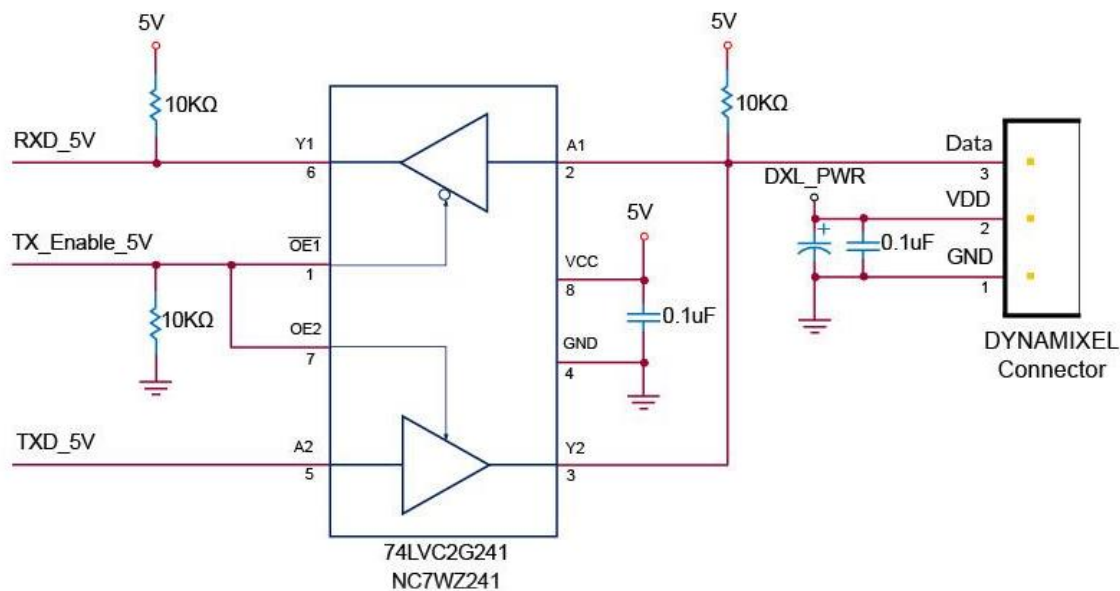 5V
10KΩ
RXD_5V
Y1
6
TX_Enable_5V
OE1
1
10KΩ
OE2
7
TXD_5V
A2
5
A1
2
5V
VCC
8
0.1uF
GND
4
Y2
3
74LVC2G241
NC7WZ241
5V
10KΩ
Data
3
DXL_PWR
VDD
2
+
0.1uF
GND
1
DYNAMIXEL
Connector